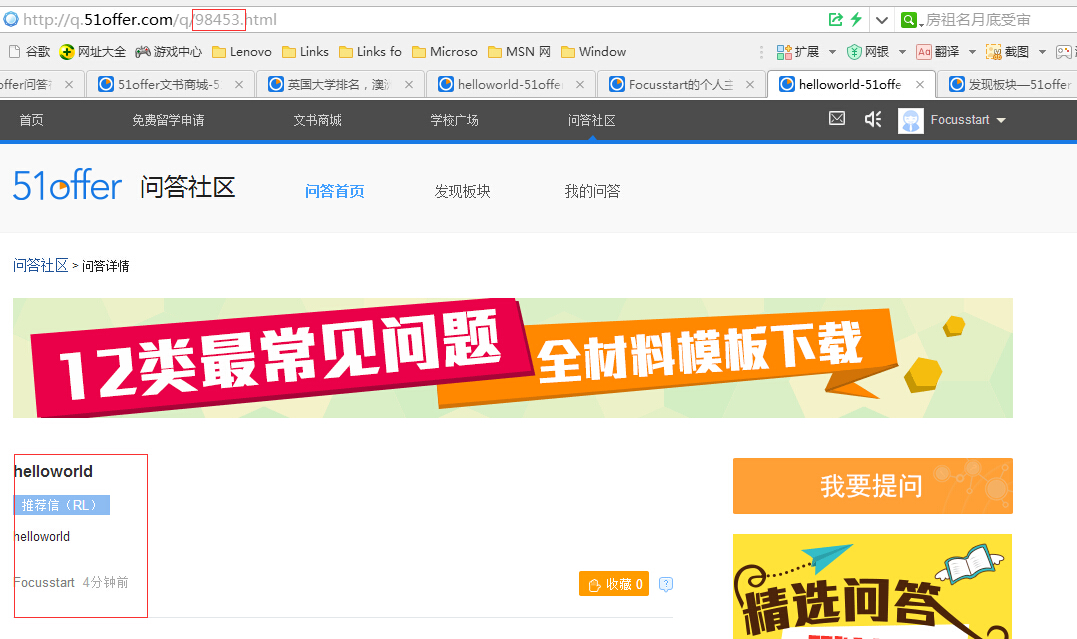 http://q.51offer.com/q/98453.html 房祖名月底受审
谷歌 网址大全 游戏中心 Lenovo Links Links fo Microso MSN 网 Window 扩展 网银 Aa 翻译 截图
offer问答 51offer文书商城-5 英国大学排名，澳 helloworld-51offe Focusstart的个人主 helloworld-51offe 发现板块—51offer
首页 免费留学申请 文书商城 学校广场 问答社区 Focusstart
51offer 问答社区 问答首页 发现板块 我的问答
问答社区 > 问答详情
12类最常见问题 全材料模板下载
helloworld
我要提问
推荐信（RL）
helloworld
Focusstart 4分钟前 收藏 0 ?
精选问答